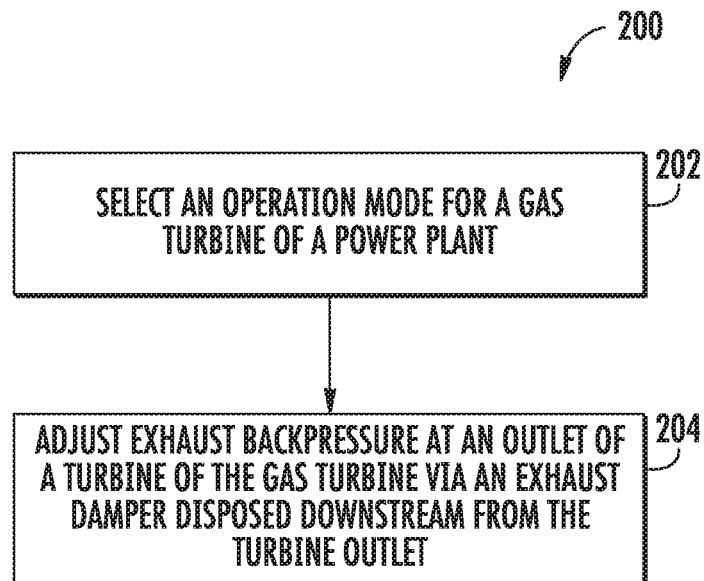 200
202
SELECT AN OPERATION MODE FOR A GAS
TURBINE OF A POWER PLANT
204
ADJUST EXHAUST BACKPRESSURE AT AN OUTLET OF
A TURBINE OF THE GAS TURBINE VIA AN EXHAUST
DAMPER DISPOSED DOWNSTREAM FROM THE
TURBINE OUTLET